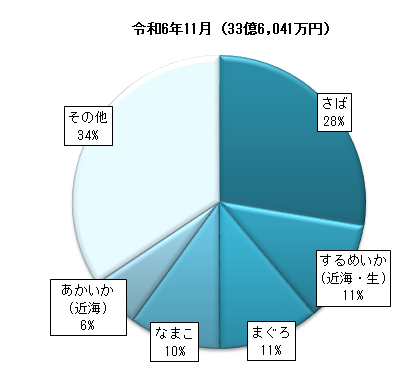 令和6年11月（33億6,041万円）
さば
28%
するめいか
（近海・生）
11%
まぐろ
11%
なまこ
10%
あかいか
（近海）
6%
その他
34%